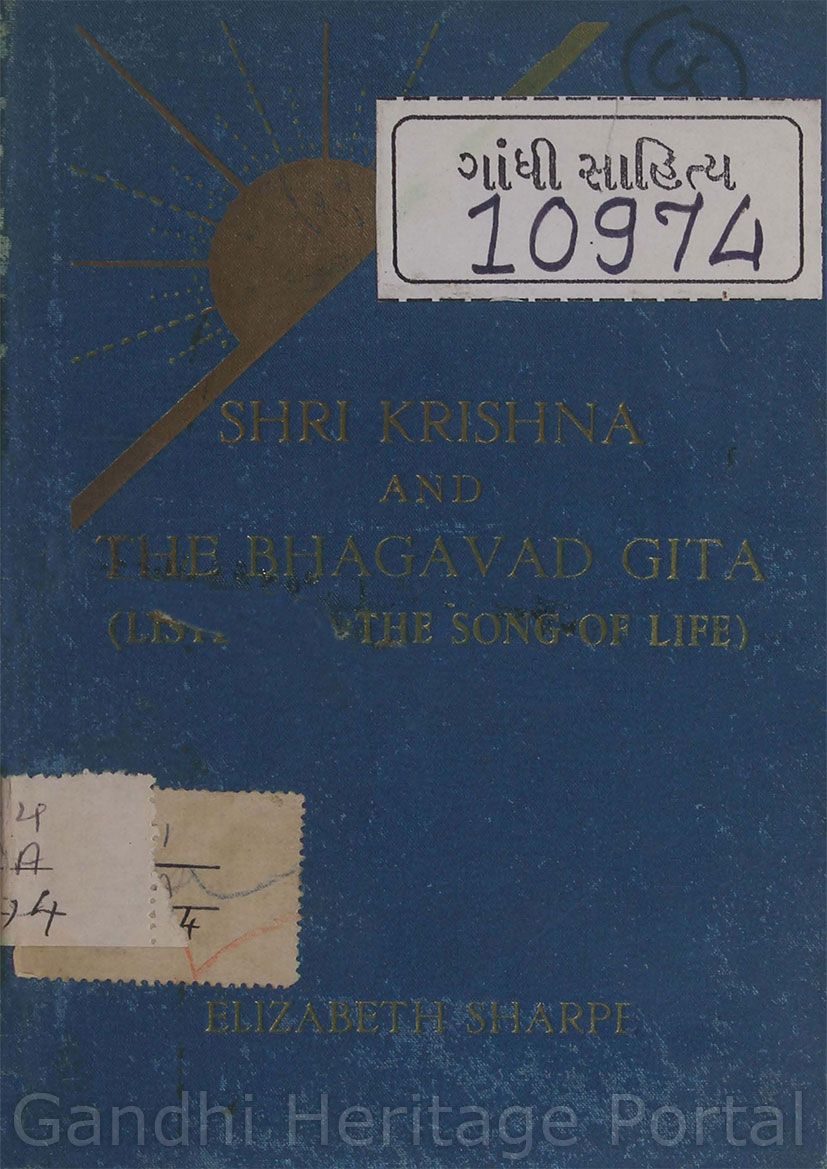 ગાંધી સાહિત્ય
10974
SHRI KRISHNA
AND
THE BHAGAVAD GITA
THE SONG OF LIFE)
ELIZABETH SHARPE
Gandhi Heritage Portal